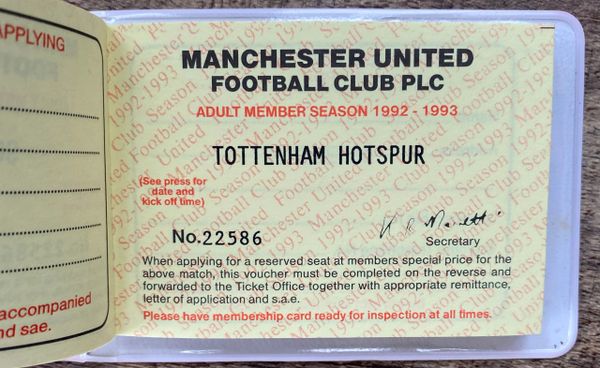 APPLYING
accompanied
nd sae.
MANCHESTER UNITED
FOOTBALL CLUB PLC
ADULT MEMBER SEASON 1992 - 1993
TOTTENHAM HOTSPUR
(See press for
date and
kick off time)
No.22586
Secretary
When applying for a reserved seat at members special price for the
above match, this voucher must be completed on the reverse and
forwarded to the Ticket Office together with appropriate remittance,
letter of application and s.a.e.
Please have membership card ready for inspection at all times.